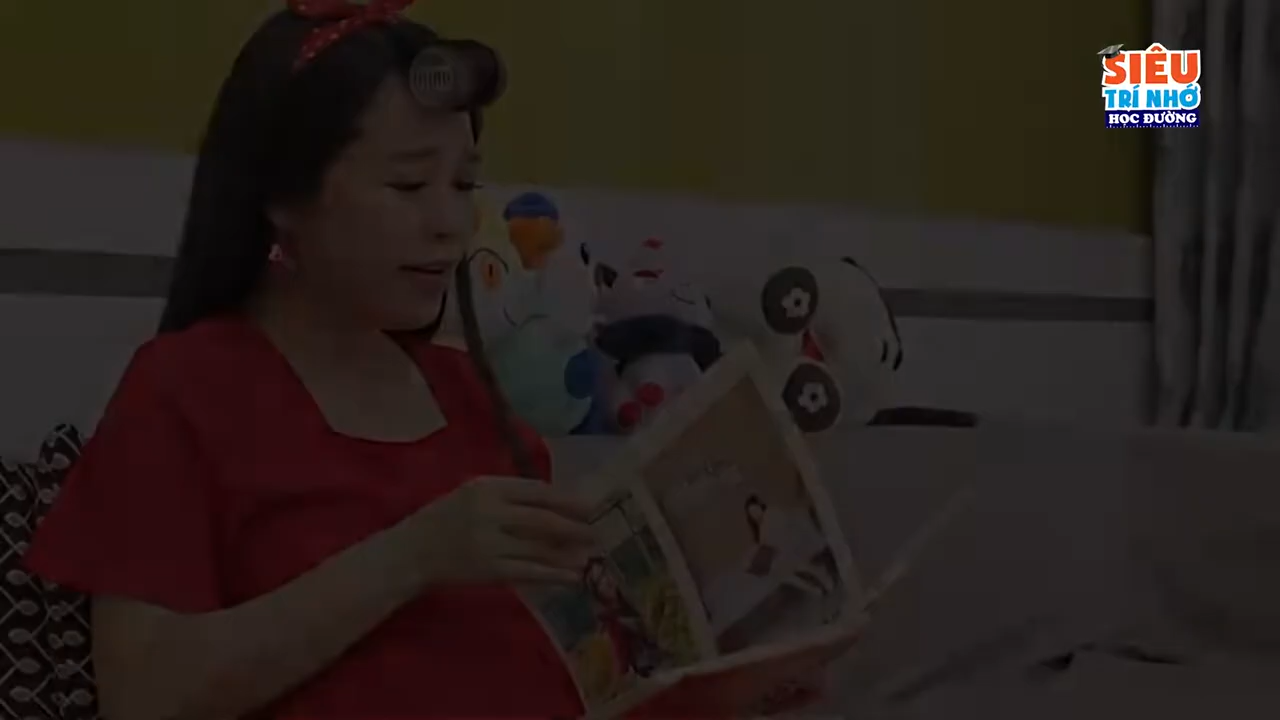 SIÊU
TRÍ NHỚ
HỌC ĐƯỜNG